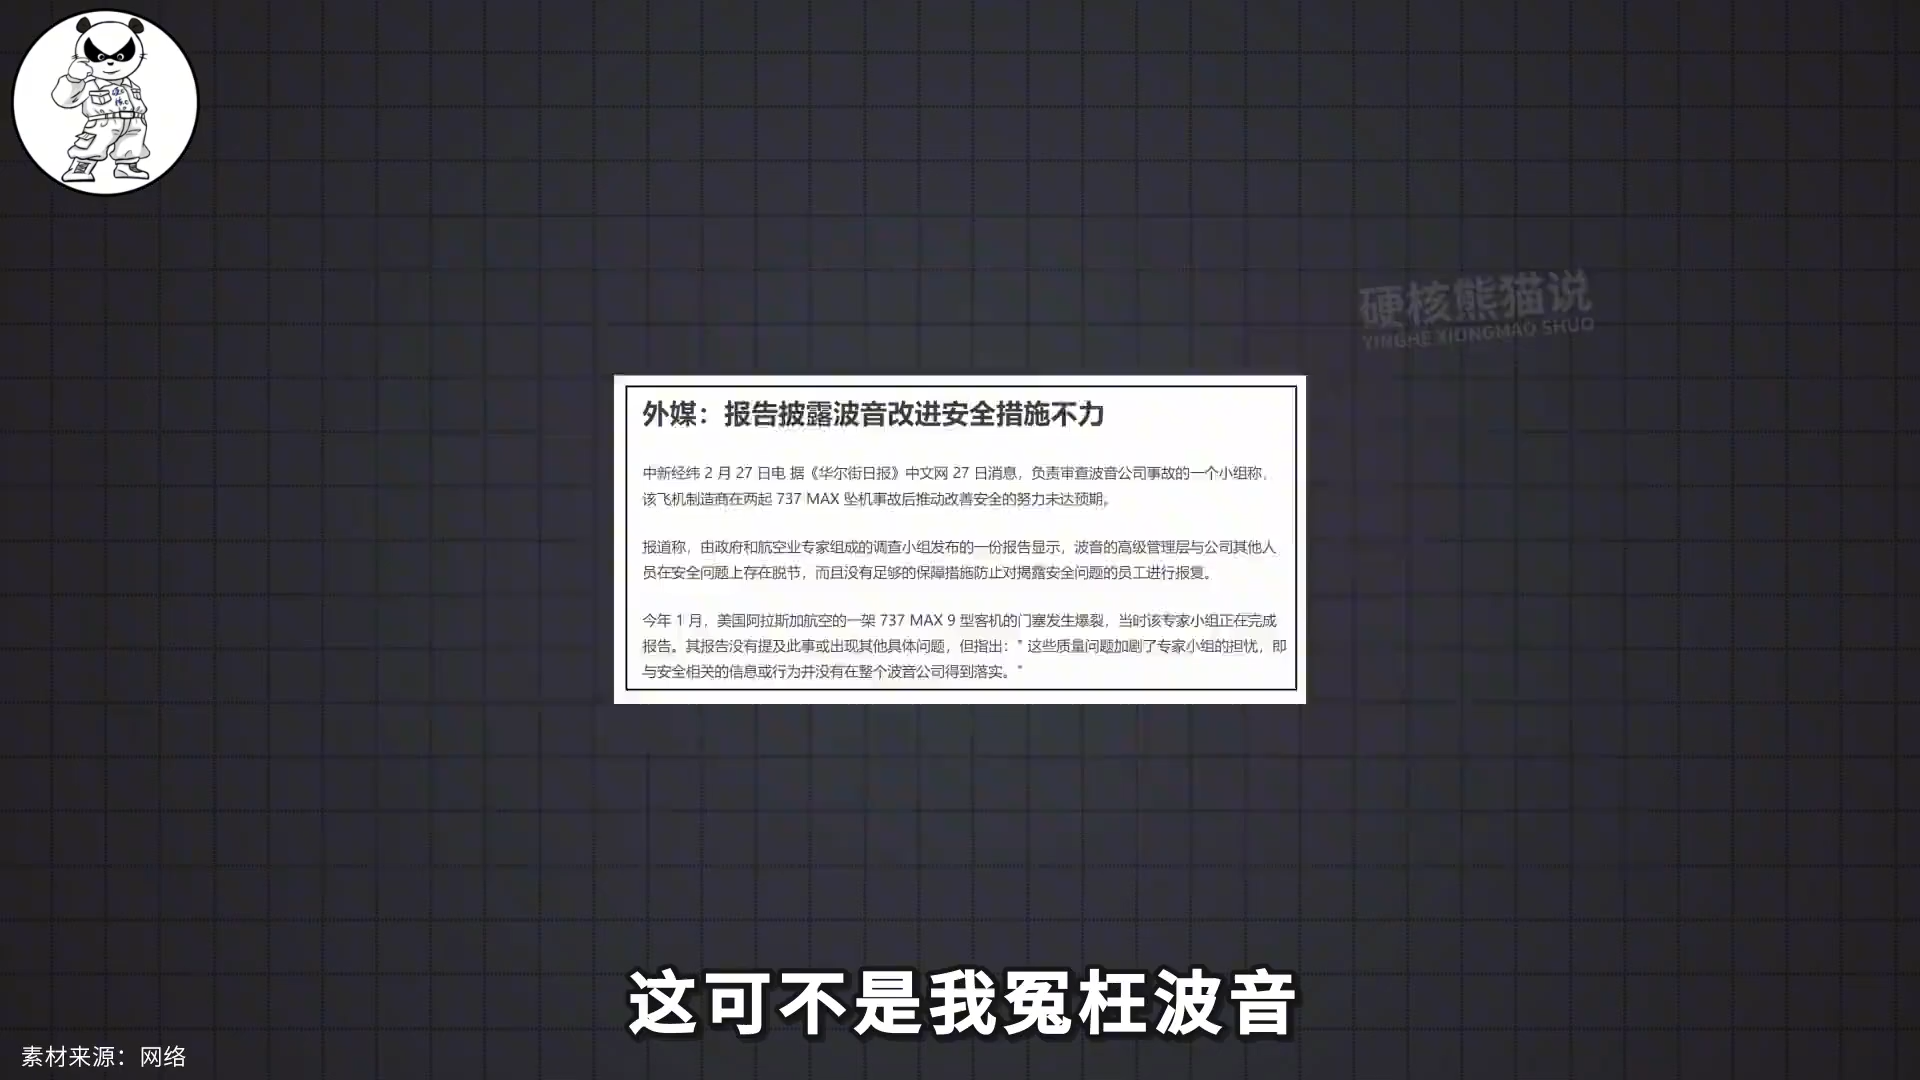 硬核熊猫说
YINGHE XIONGMAO SHUO
外媒：报告披露波音改进安全措施不力
中新经纬 2 月 27 日电 据《华尔街日报》中文网 27 日消息，负责审查波音公司事故的一个小组称，
该飞机制造商在两起 737 MAX 坠机事故后推动改善安全的努力未达预期。
报道称，由政府和航空业专家组成的调查小组发布的一份报告显示，波音的高级管理层与公司其他人
员在安全问题上存在脱节，而且没有足够的保障措施防止对揭露安全问题的员工进行报复。
今年 1 月，美国阿拉斯加航空的一架 737 MAX 9 型客机的门塞发生爆裂，当时该专家小组正在完成
报告。其报告没有提及此事或出现其他具体问题，但指出：" 这些质量问题加剧了专家小组的担忧，即
与安全相关的信息或行为并没有在整个波音公司得到落实。"
这可不是我冤枉波音
素材来源：网络